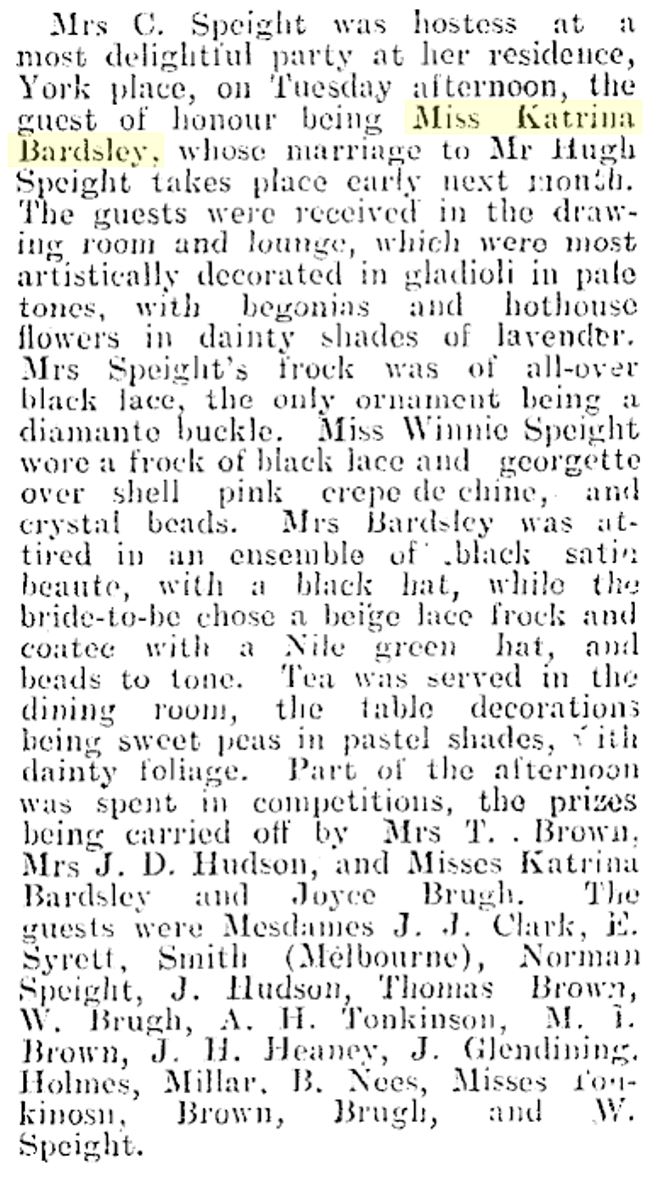 Mrs C. Speight was hostess at a
most delightful party at her residence,
York place, on Tuesday afternoon, the
guest of honour being Miss Katrina
Bardsley, whose marriage to Mr Hugh
Speight takes place early next month.
The guests were received in the draw-
ing room and lounge, which were most
artistically decorated in gladioli in pale
tones, with begonias and hothouse
flowers in dainty shades of lavender.
Mrs Speight's frock was of all-over
black lace, the only ornament being a
diamante buckle. Miss Winnie Speight
wore a frock of black lace and georgette
over shell pink crepe de chine, and
crystal beads. Mrs Bardsley was at-
tired in an ensemble of black satin
beaute, with a black hat, while the
bride-to-be chose a beige lace frock and
coatee with a Nile green hat, and
beads to tone. Tea was served in the
dining room, the table decorations
being sweet peas in pastel shades, with
dainty foliage. Part of the afternoon
was spent in competitions, the prizes
being carried off by Mrs T. . Brown,
Mrs J. D. Hudson, and Misses Katrina
Bardsley and Joyce Brugh. The
guests were Mesdames J. J. Clark, E.
Syrett, Smith (Melbourne), Norman
Speight, J. Hudson, Thomas Brown,
W. Brugh, A. H. Tonkinson, M. I.
Brown, J. H. Heaney, J. Glendining,
Holmes, Millar, B. Nees, Misses Ton-
kinosn, Brown, Brugh, and W.
Speight.